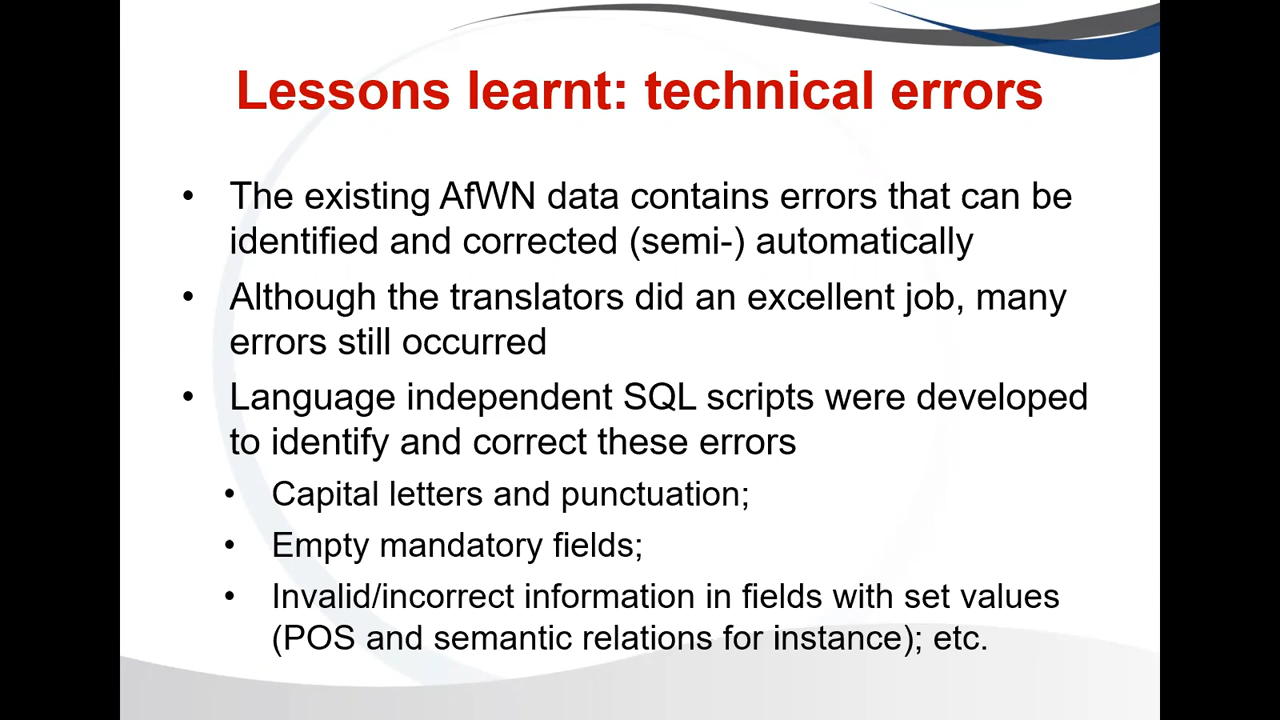 Lessons learnt: technical errors
• The existing AfWN data contains errors that can be
identified and corrected (semi-) automatically
• Although the translators did an excellent job, many
errors still occurred
• Language independent SQL scripts were developed
to identify and correct these errors
• Capital letters and punctuation;
• Empty mandatory fields;
• Invalid/incorrect information in fields with set values
(POS and semantic relations for instance); etc.